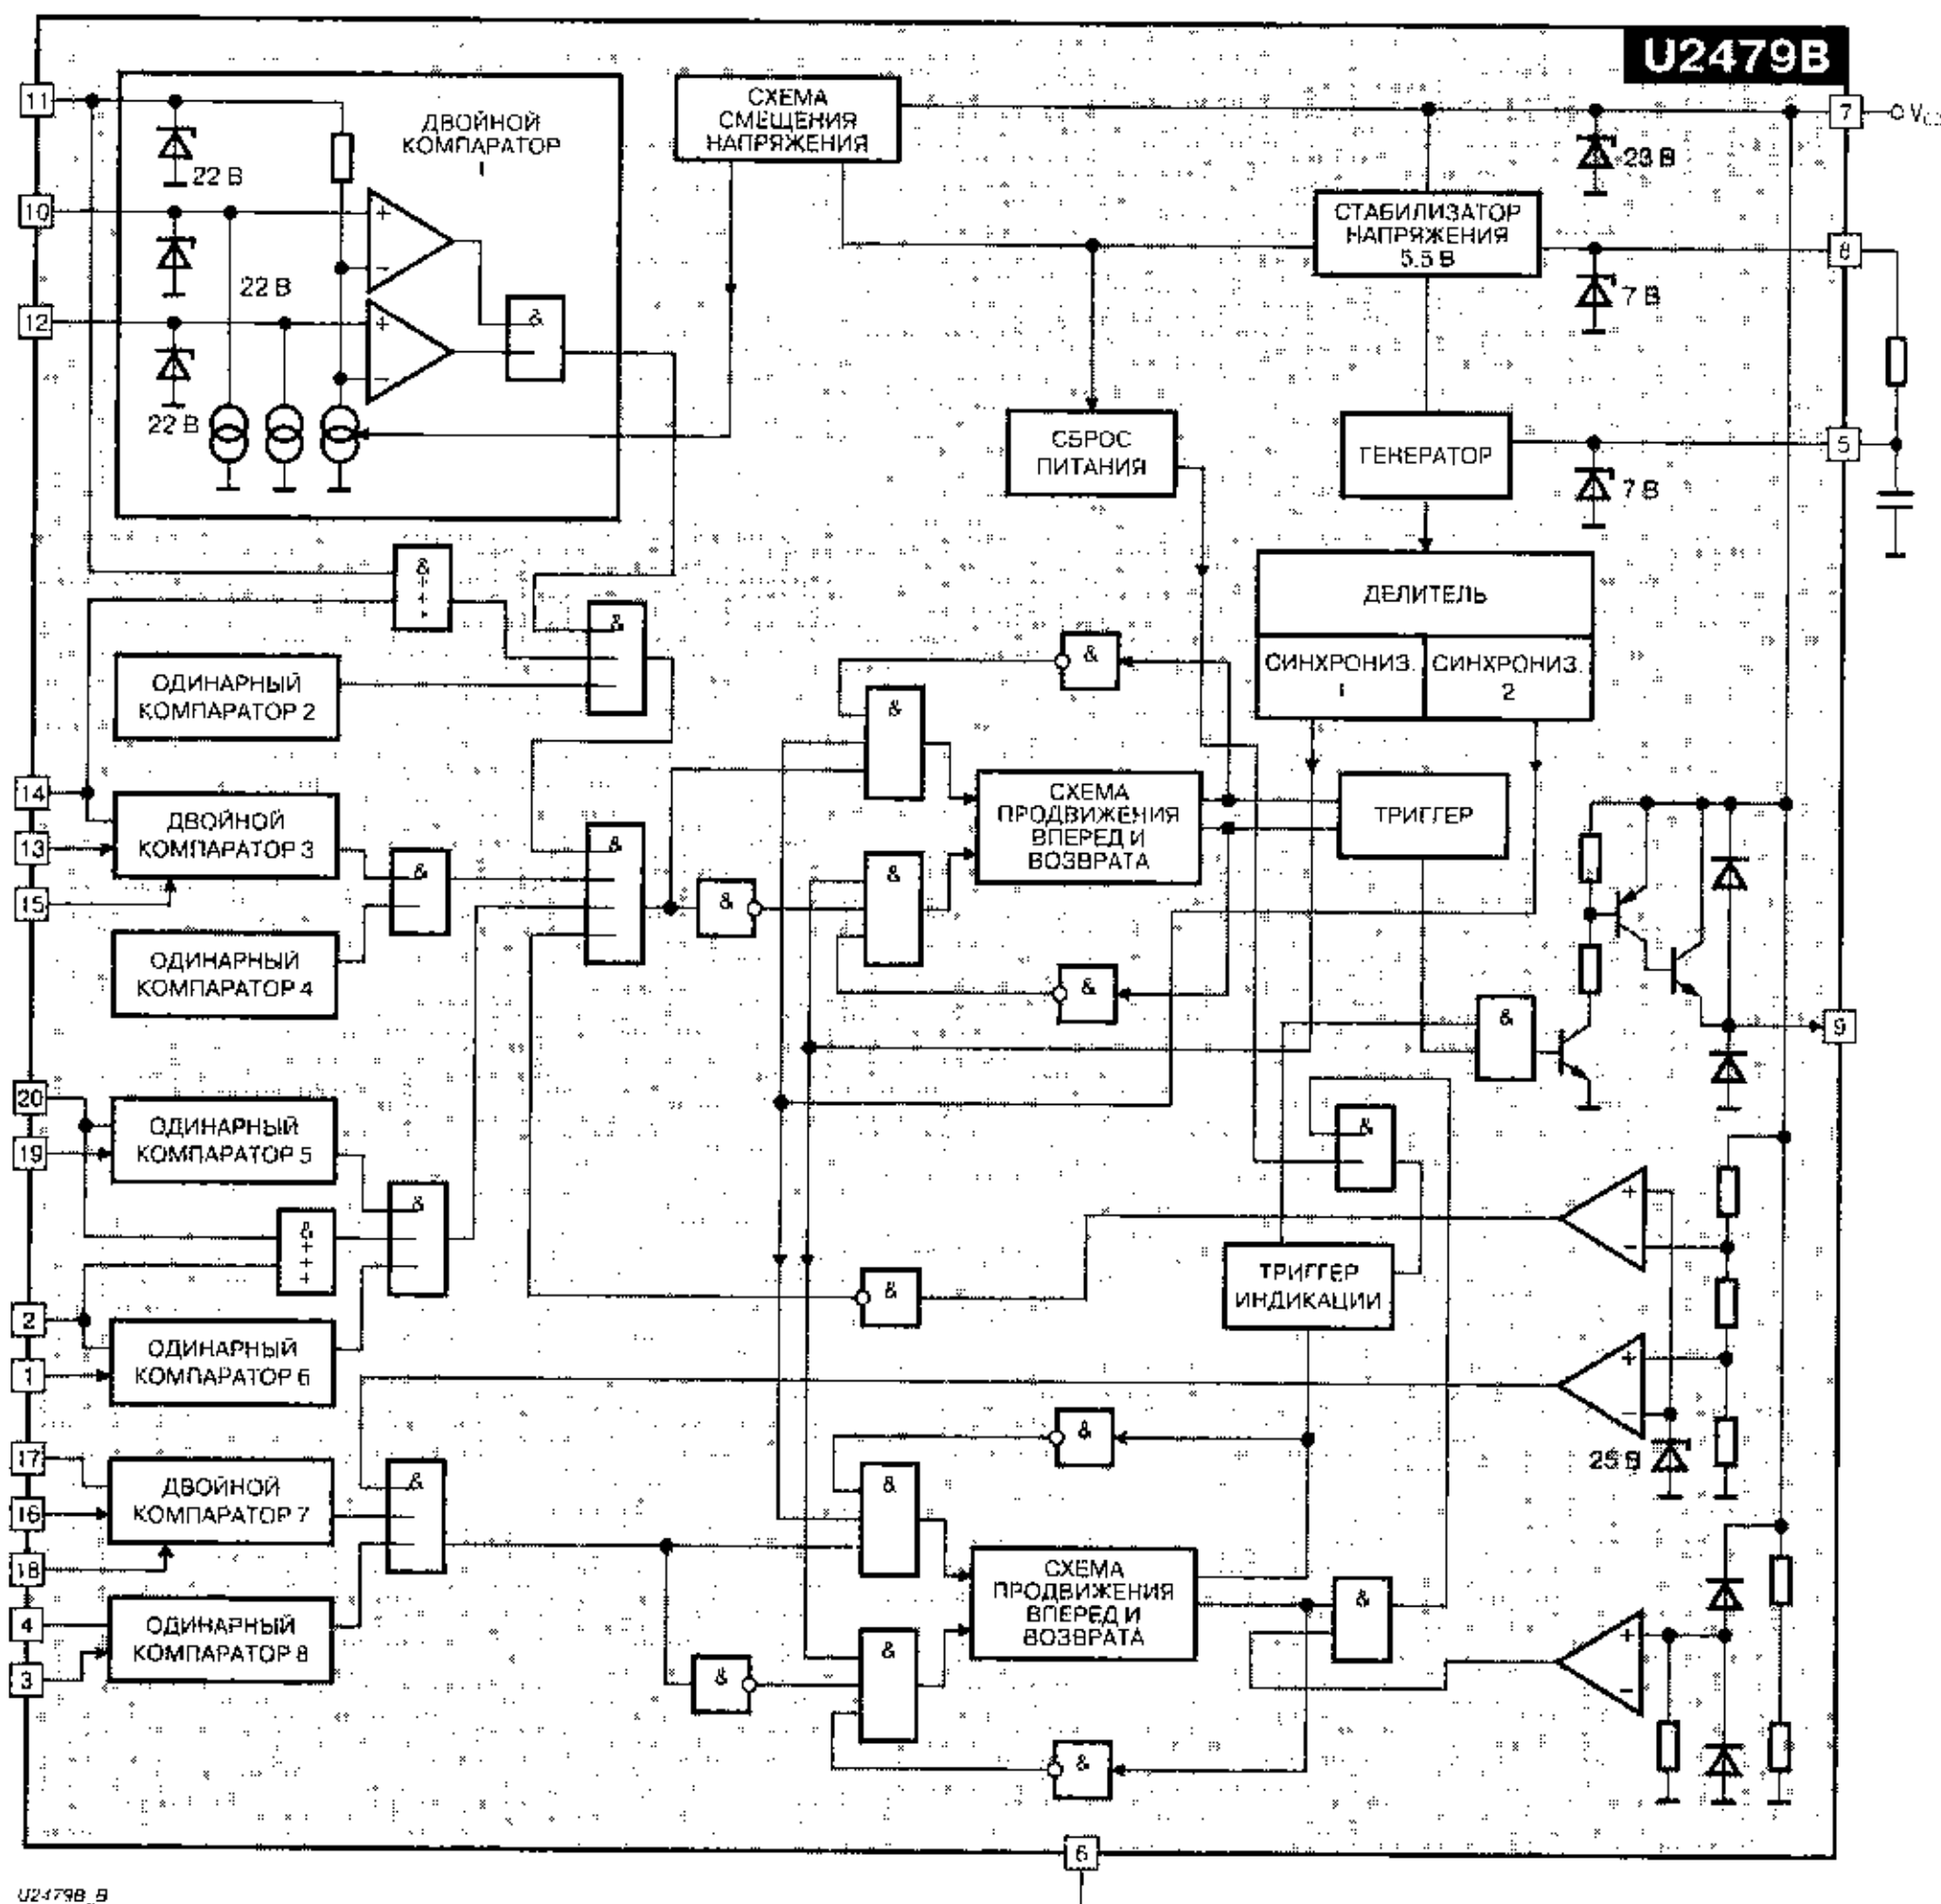 U2479B
11
ДВОЙНОЙ
КОМПАРАТОР
1
СХЕМА
СМЕЩЕНИЯ
НАПРЯЖЕНИЯ
7
22 В
23 В
10
+
−
СТАБИЛИЗАТОР
НАПРЯЖЕНИЯ
5.5 В
8
22 В
7 В
12
+
−
&
22 В
СБРОС
ПИТАНИЯ
ГЕНЕРАТОР
5
7 В
&
&
ДЕЛИТЕЛЬ
СИНХРОНИЗ.
1
СИНХРОНИЗ.
2
&
ОДИНАРНЫЙ
КОМПАРАТОР 2
&
14
ДВОЙНОЙ
КОМПАРАТОР 3
13
15
&
&
&
&
СХЕМА
ПРОДВИЖЕНИЯ
ВПЕРЕД И
ВОЗВРАТА
ТРИГГЕР
ОДИНАРНЫЙ
КОМПАРАТОР 4
&
&
9
20
ОДИНАРНЫЙ
КОМПАРАТОР 5
19
&
&
&
+
−
ТРИГГЕР
ИНДИКАЦИИ
&
2
ОДИНАРНЫЙ
КОМПАРАТОР 6
1
+
−
25 В
17
ДВОЙНОЙ
КОМПАРАТОР 7
16
18
&
&
&
СХЕМА
ПРОДВИЖЕНИЯ
ВПЕРЕД И
ВОЗВРАТА
&
4
ОДИНАРНЫЙ
КОМПАРАТОР 8
3
&
&
+
−
&
6
U2479B_B